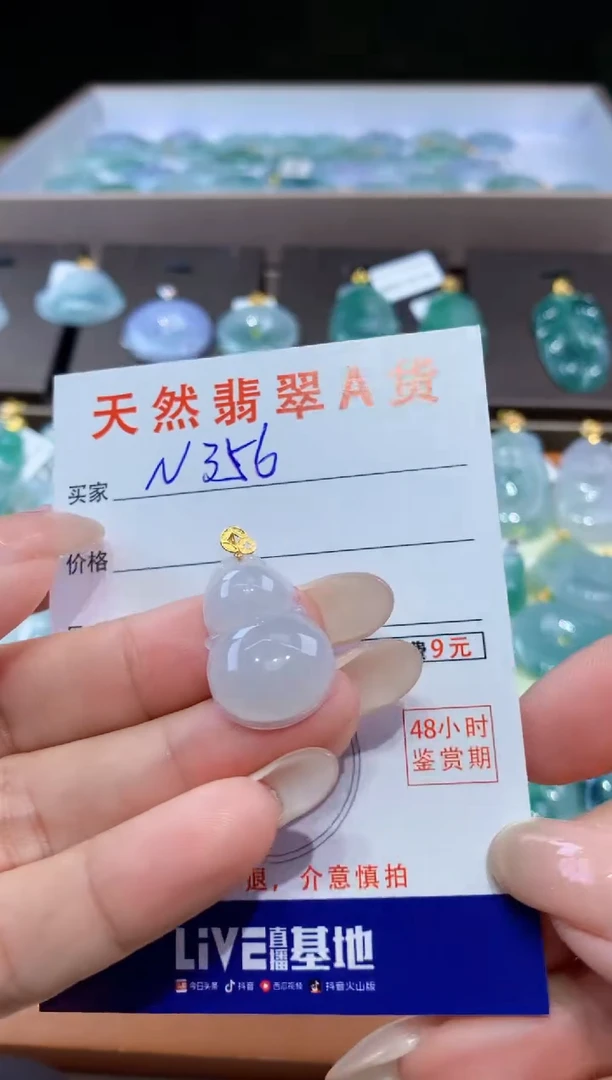 天然翡翠A货
买家 N356
价格
费9元
48小时
鉴赏期
退，介意慎拍
LiVE直播基地
今日头条 抖音 西瓜视频 抖音火山版